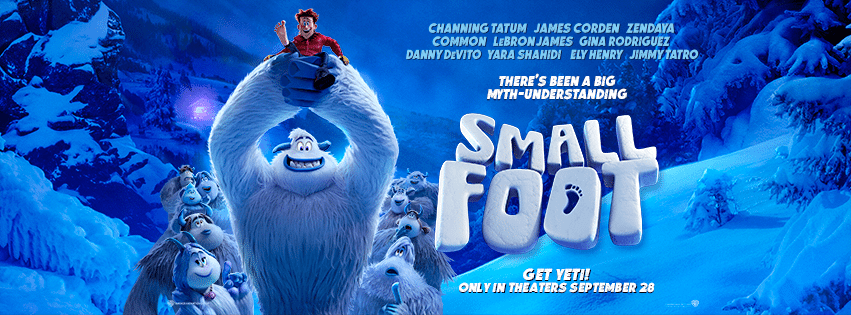 CHANNING TATUM JAMES CORDEN ZENDAYA
COMMON LEBRON JAMES GINA RODRIGUEZ
DANNY DEVITO YARA SHAHIDI ELY HENRY JIMMY TATRO
THERE'S BEEN A BIG
MYTH-UNDERSTANDING
SMALL
FOOT
GET YETI!
ONLY IN THEATERS SEPTEMBER 28